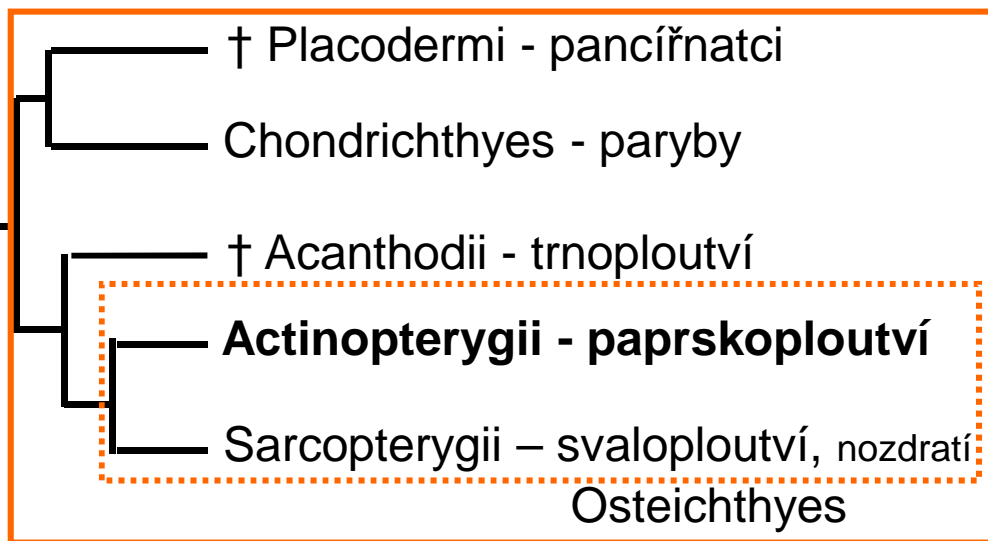 † Placodermi - pancířnatci
Chondrichthyes - paryby
† Acanthodii - trnoploutví
Actinopterygii - paprskoploutví
Sarcopterygii – svaloploutví, nozdratí
Osteichthyes